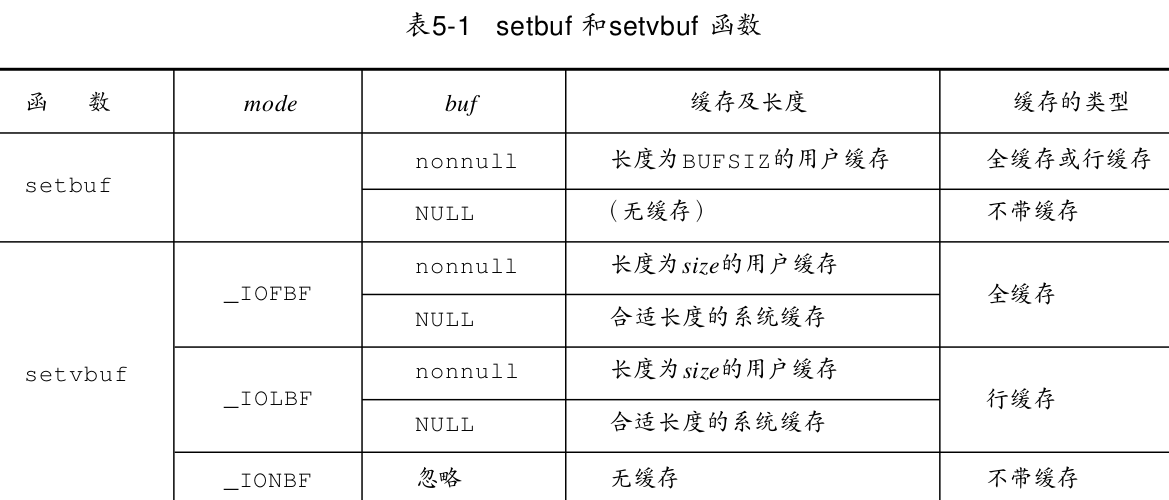 表5-1 setbuf 和setvbuf 函数
函 数 mode buf 缓存及长度 缓存的类型
setbuf nonnull 长度为BUFSIZ的用户缓存 全缓存或行缓存
NULL （无缓存） 不带缓存
setvbuf _IOFBF nonnull 长度为size的用户缓存 全缓存
NULL 合适长度的系统缓存
_IOLBF nonnull 长度为size的用户缓存 行缓存
NULL 合适长度的系统缓存
_IONBF 忽略 无缓存 不带缓存